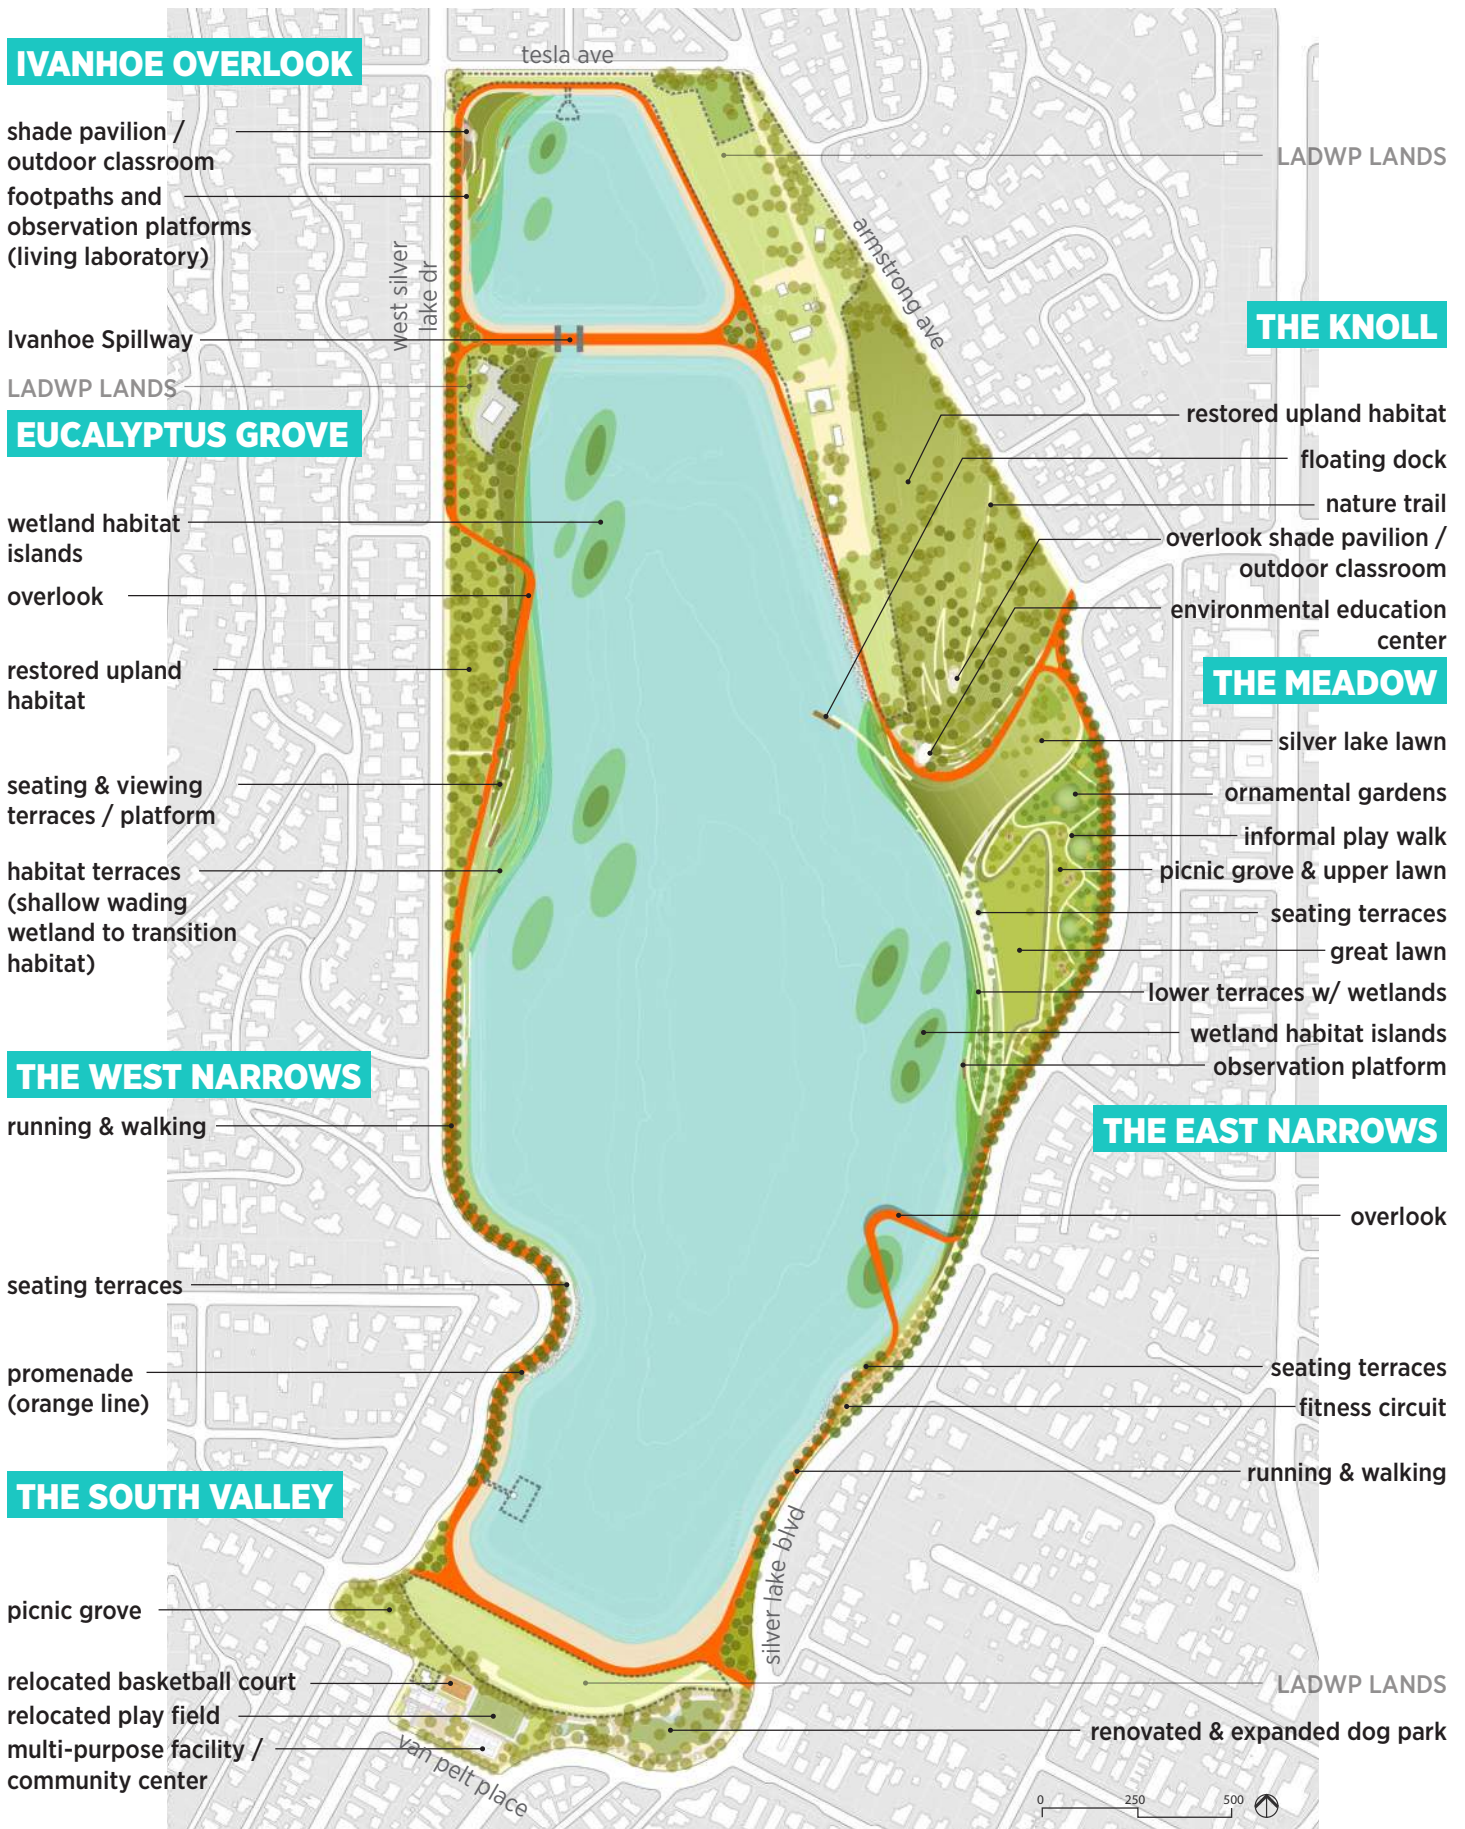 tesla ave
IVANHOE OVERLOOK
shade pavilion /
outdoor classroom
footpaths and
observation platforms
(living laboratory)
Ivanhoe Spillway
LADWP LANDS
EUCALYPTUS GROVE
wetland habitat
islands
overlook
restored upland
habitat
seating & viewing
terraces / platform
habitat terraces
(shallow wading
wetland to transition
habitat)
THE WEST NARROWS
running & walking
seating terraces
promenade
(orange line)
THE SOUTH VALLEY
picnic grove
relocated basketball court
relocated play field
multi-purpose facility /
community center
west silver
lake dr
armstrong ave
silver lake blvd
van pelt place
LADWP LANDS
THE KNOLL
restored upland habitat
floating dock
nature trail
overlook shade pavilion /
outdoor classroom
environmental education
center
THE MEADOW
silver lake lawn
ornamental gardens
informal play walk
picnic grove & upper lawn
seating terraces
great lawn
lower terraces w/ wetlands
wetland habitat islands
observation platform
THE EAST NARROWS
overlook
seating terraces
fitness circuit
running & walking
LADWP LANDS
renovated & expanded dog park
0 250 500